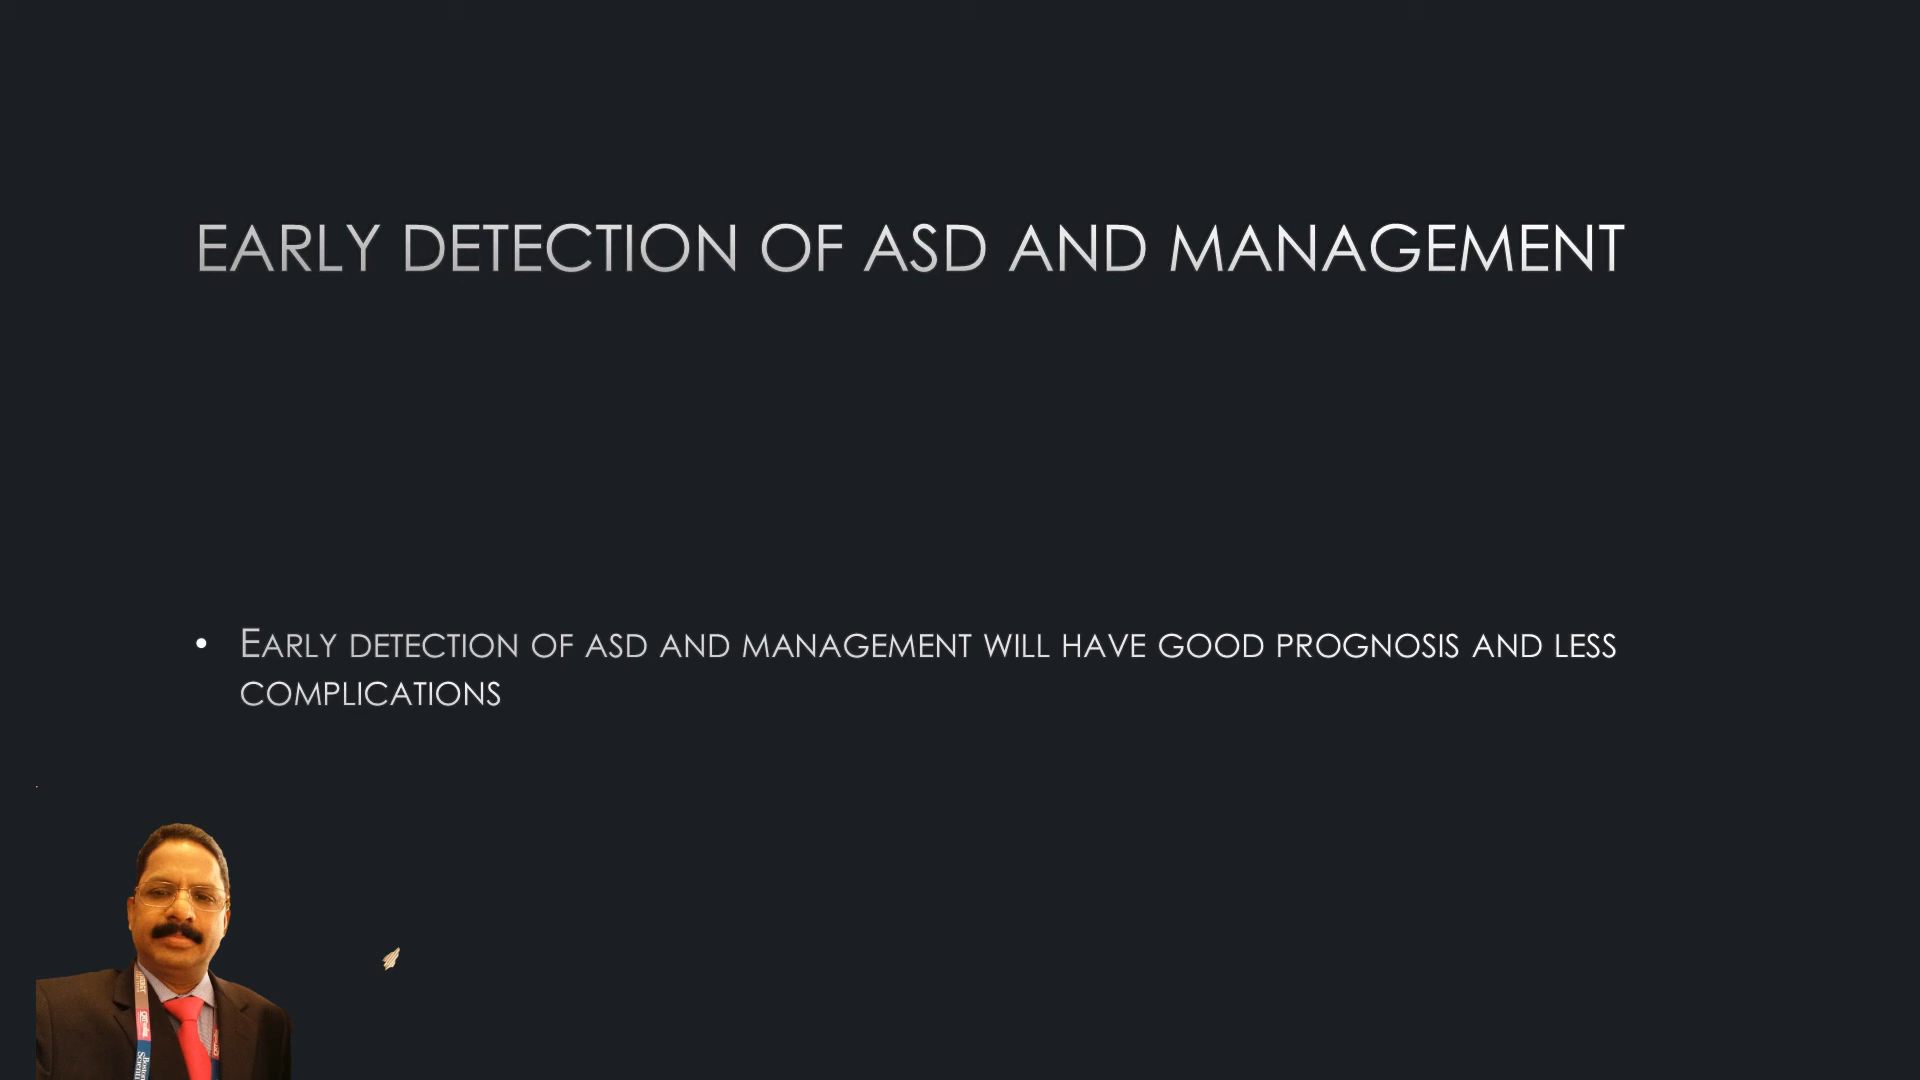 EARLY DETECTION OF ASD AND MANAGEMENT
• EARLY DETECTION OF ASD AND MANAGEMENT WILL HAVE GOOD PROGNOSIS AND LESS
COMPLICATIONS